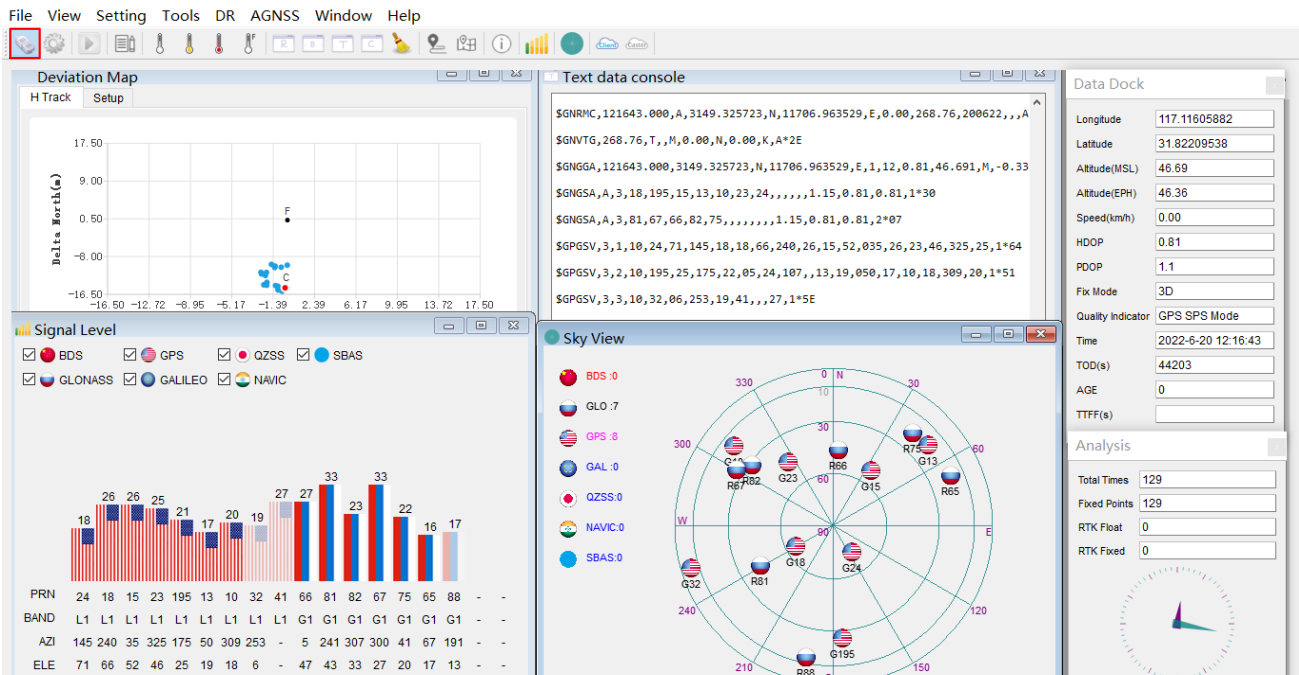 File View Setting Tools DR AGNSS Window Help
F
R B T C
Client Caster
Deviation Map
H Track Setup
17.50
9.00
0.50
-8.00
-16.50
Delta North(m)
F
C
-16.50 -12.72 -8.95 -5.17 -1.39 2.39 6.17 9.95 13.72 17.50
Text data console
$GNRMC,121643.000,A,3149.325723,N,11706.963529,E,0.00,268.76,200622,,,A
$GNVTG,268.76,T,,M,0.00,N,0.00,K,A*2E
$GNGGA,121643.000,3149.325723,N,11706.963529,E,1,12,0.81,46.691,M,-0.33
$GNGSA,A,3,18,195,15,13,10,23,24,,,,,,1.15,0.81,0.81,1*30
$GNGSA,A,3,81,67,66,82,75,,,,,,,,1.15,0.81,0.81,2*07
$GPGSV,3,1,10,24,71,145,18,18,66,240,26,15,52,035,26,23,46,325,25,1*64
$GPGSV,3,2,10,195,25,175,22,05,24,107,,13,19,050,17,10,18,309,20,1*51
$GPGSV,3,3,10,32,06,253,19,41,,,27,1*5E
Data Dock
Longitude 117.11605882
Latitude 31.82209538
Altitude(MSL) 46.69
Altitude(EPH) 46.36
Speed(km/h) 0.00
HDOP 0.81
PDOP 1.1
Fix Mode 3D
Quality Indicator GPS SPS Mode
Time 2022-6-20 12:16:43
TOD(s) 44203
AGE 0
TTFF(s)
Signal Level
BDS GPS QZSS SBAS
GLONASS GALILEO NAVIC
18 26 26 25 21 17 20 19 27 27 33 23 33 22 16 17
PRN 24 18 15 23 195 13 10 32 41 66 81 82 67 75 65 88 - -
BAND L1 L1 L1 L1 L1 L1 L1 L1 L1 G1 G1 G1 G1 G1 G1 G1 - -
AZI 145 240 35 325 175 50 309 253 - 5 241 307 300 41 67 191 - -
ELE 71 66 52 46 25 19 18 6 - 47 43 33 27 20 17 13 - -
Sky View
BDS :0
GLO :7
GPS :8
GAL :0
QZSS:0
NAVIC:0
SBAS:0
330 0 N 30
10
300 30 60
R75 G13
R66
R67 R82 G23 60 G15 R65
W 90 E
G18 G24
G32 R81
240 120
G195
210 R88 150
Analysis
Total Times 129
Fixed Points 129
RTK Float 0
RTK Fixed 0